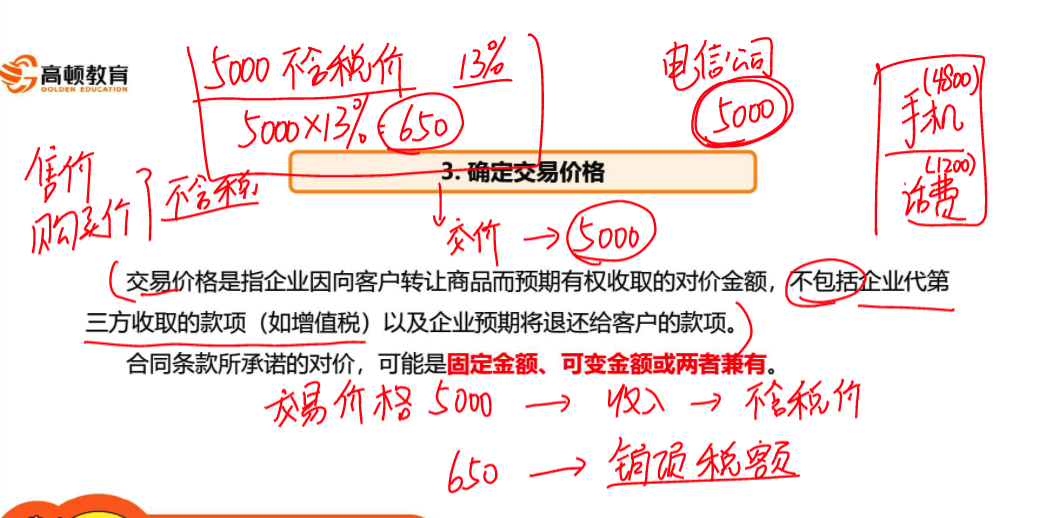 高顿教育
GOLDEN EDUCATION
5000 不含税价 13%
5000×13% = 650
电信公司
5000
(4800)
手机
(1200)
话费
售价
购买价
不含税
3. 确定交易价格
交价 → 5000
交易价格是指企业因向客户转让商品而预期有权收取的对价金额，不包括企业代第
三方收取的款项（如增值税）以及企业预期将退还给客户的款项。
合同条款所承诺的对价，可能是固定金额、可变金额或两者兼有。
交易价格 5000 → 收入 → 不含税价
650 → 销项税额